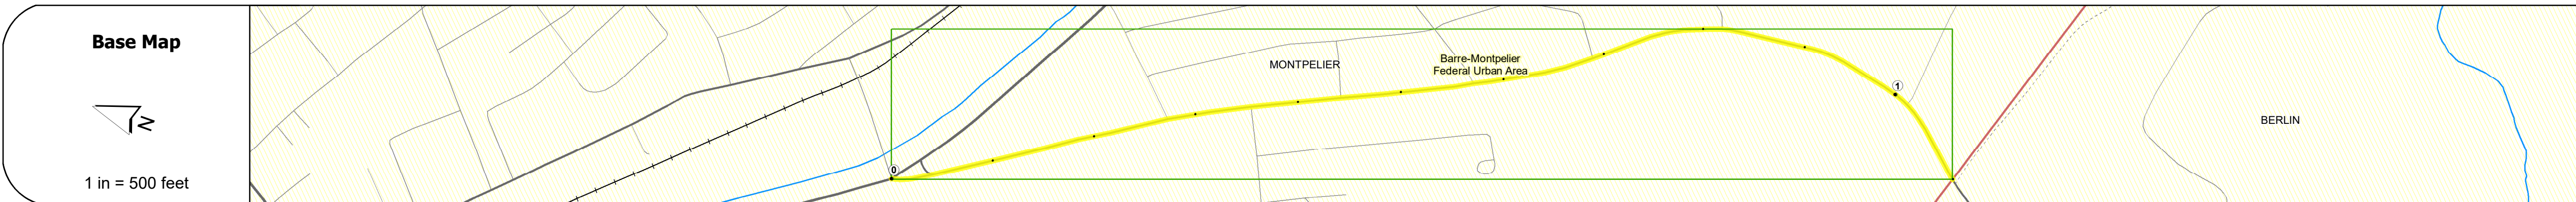 Base Map
N
1 in = 500 feet
0
MONTPELIER
Barre-Montpelier
Federal Urban Area
1
BERLIN